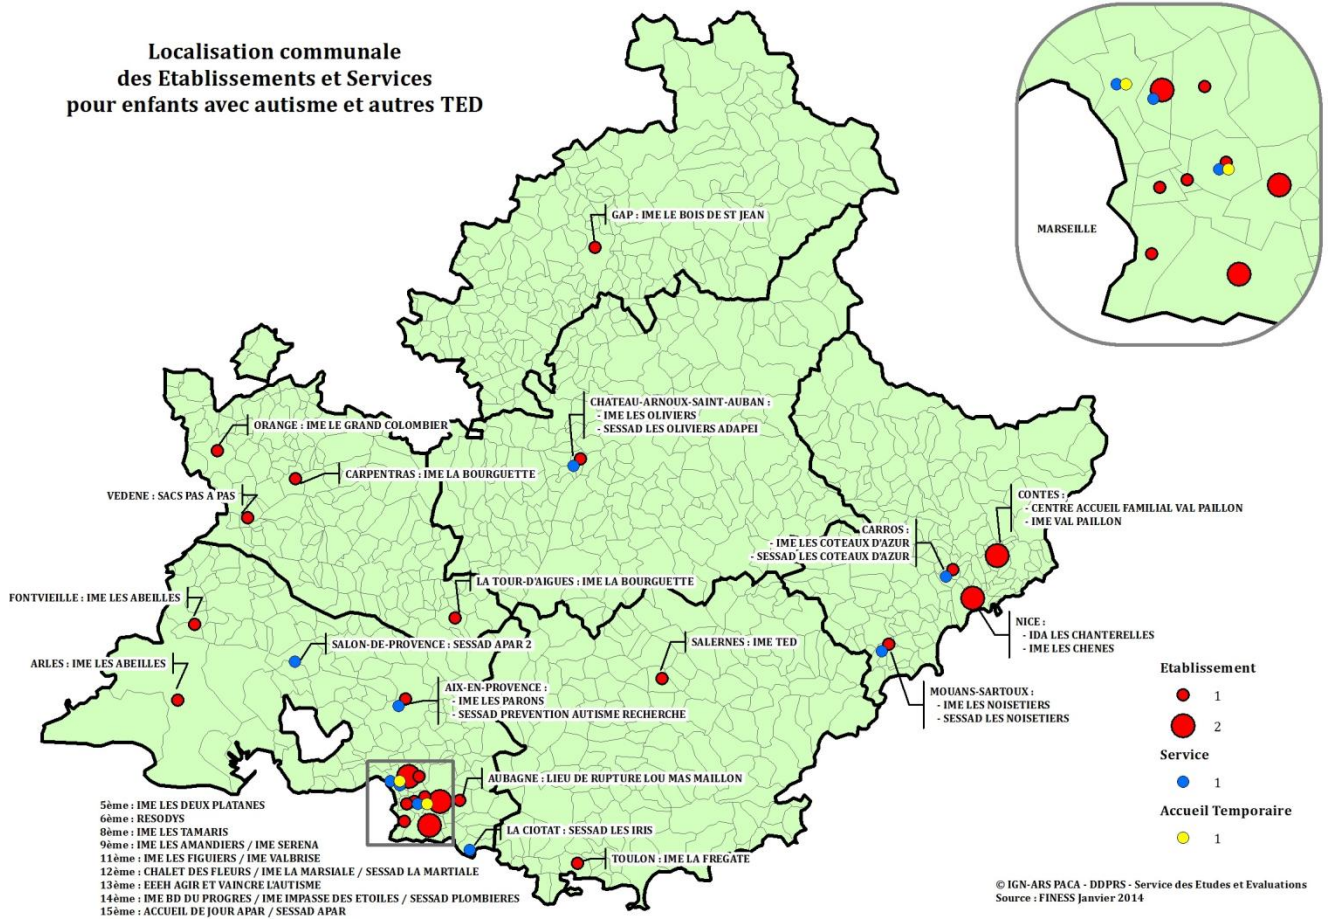 Localisation communale
des Etablissements et Services
pour enfants avec autisme et autres TED
MARSEILLE
GAP : IME LE BOIS DE ST JEAN
CHATEAU-ARNOUX-SAINT-AUBAN :
- IME LES OLIVIERS
- SESSAD LES OLIVIERS ADAPEI
ORANGE : IME LE GRAND COLOMBIER
CARPENTRAS : IME LA BOURGUETTE
VEDENE : SACS PAS A PAS
CONTES :
- CENTRE ACCUEIL FAMILIAL VAL PAILLON
- IME VAL PAILLON
CARROS :
- IME LES COTEAUX D'AZUR
- SESSAD LES COTEAUX D'AZUR
LA TOUR-D'AIGUES : IME LA BOURGUETTE
FONTVIEILLE : IME LES ABEILLES
NICE :
- IDA LES CHANTERELLES
- IME LES CHENES
SALON-DE-PROVENCE : SESSAD APAR 2
SALERNES : IME TED
ARLES : IME LES ABEILLES
AIX-EN-PROVENCE :
- IME LES PARONS
- SESSAD PREVENTION AUTISME RECHERCHE
MOUANS-SARTOUX :
- IME LES NOISETIERS
- SESSAD LES NOISETIERS
Etablissement
1
2
Service
1
Accueil Temporaire
1
AUBAGNE : LIEU DE RUPTURE LOU MAS MAILLON
LA CIOTAT : SESSAD LES IRIS
TOULON : IME LA FREGATE
5ème : IME LES DEUX PLATANES
6ème : RESODYS
8ème : IME LES TAMARIS
9ème : IME LES AMANDIERS / IME SERENA
11ème : IME LES FIGUIERS / IME VALBRISE
12ème : CHALET DES FLEURS / IME LA MARSIALE / SESSAD LA MARTIALE
13ème : EEEH AGIR ET VAINCRE L'AUTISME
14ème : IME BD DU PROGRES / IME IMPASSE DES ETOILES / SESSAD PLOMBIERES
15ème : ACCUEIL DE JOUR APAR / SESSAD APAR
© IGN-ARS PACA - DDPRS - Service des Etudes et Evaluations
Source : FINESS Janvier 2014